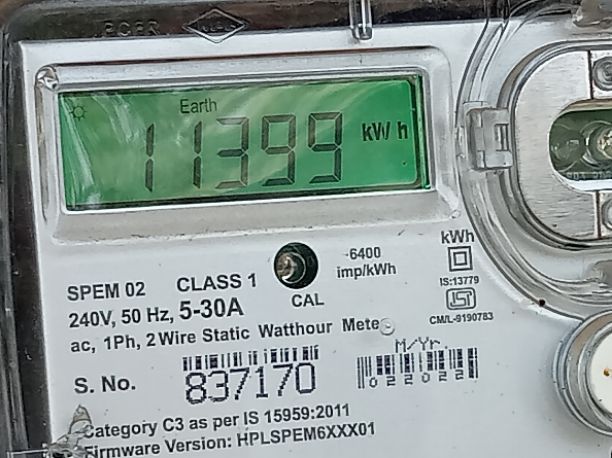 Earth
11399 kW h
6400
imp/kWh
kWh
SPEM 02 CLASS 1
CAL
IS:13779
240V, 50 Hz, 5-30A
CM/L-9190783
ac, 1Ph, 2 Wire Static Watthour Meter
M/Yr.
S. No. 837170
022022
Category C3 as per IS 15959:2011
Firmware Version: HPLSPEM6XXX01